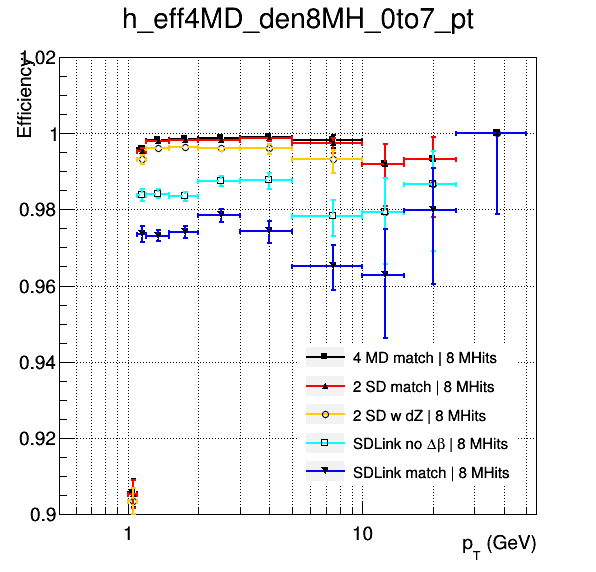 h_eff4MD_den8MH_0to7_pt
Efficiency
1.02
1
0.98
0.96
0.94
0.92
0.9
4 MD match | 8 MHits
2 SD match | 8 MHits
2 SD w dZ | 8 MHits
SDLink no Δβ | 8 MHits
SDLink match | 8 MHits
1
10
p_T (GeV)